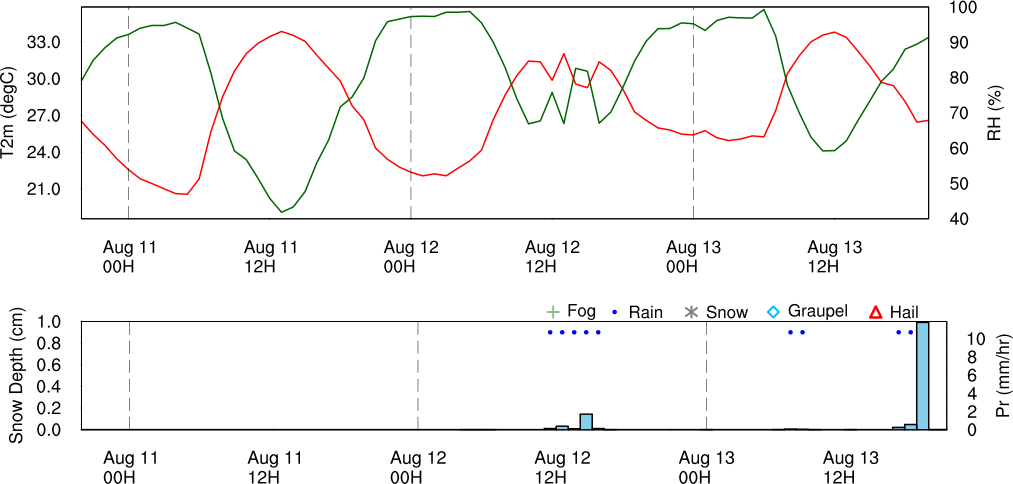 100
33.0
90
30.0
80
27.0
70
24.0
60
21.0
50
40
T2m (degC)
RH (%)
Aug 11
00H
Aug 11
12H
Aug 12
00H
Aug 12
12H
Aug 13
00H
Aug 13
12H
Fog
Rain
Snow
Graupel
Hail
1.0
0.8
0.6
0.4
0.2
0.0
10
8
6
4
2
0
Snow Depth (cm)
Pr (mm/hr)
Aug 11
00H
Aug 11
12H
Aug 12
00H
Aug 12
12H
Aug 13
00H
Aug 13
12H